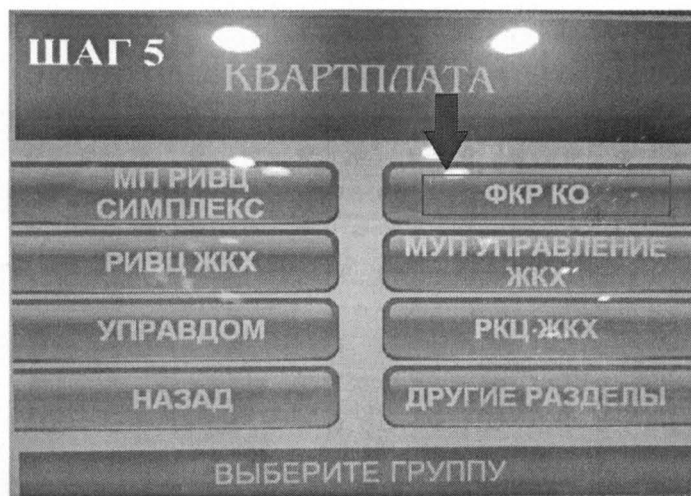 ШАГ 5
КВАРТПЛАТА
МП РИВЦ
СИМПЛЕКС
ФКР КО
РИВЦ ЖКХ
МУП УПРАВЛЕНИЕ
ЖКХ
УПРАВДОМ
РКЦ ЖКХ
НАЗАД
ДРУГИЕ РАЗДЕЛЫ
ВЫБЕРИТЕ ГРУППУ